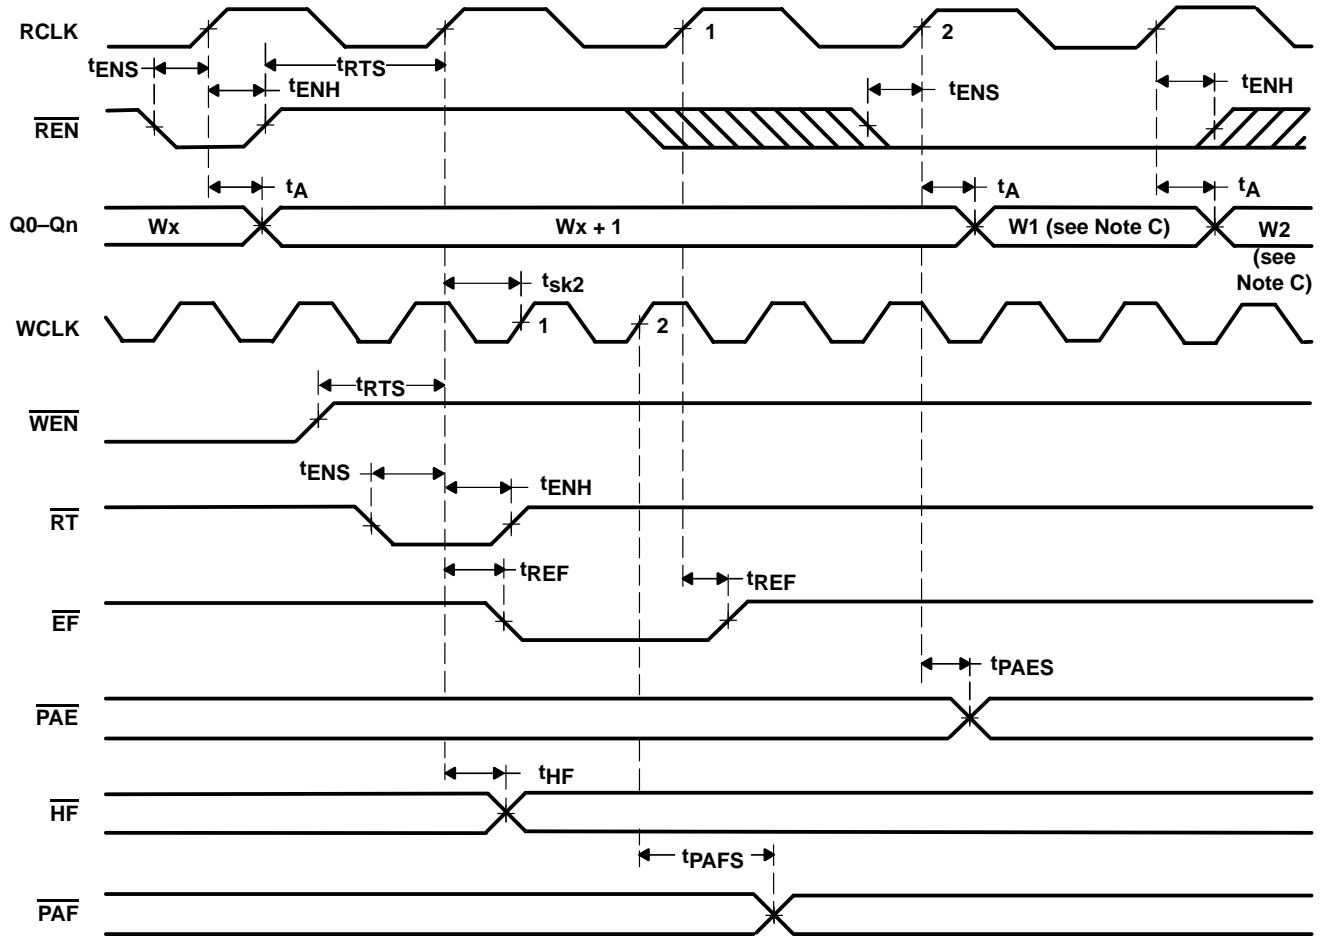 RCLK
1
2
tENS
tRTS
tENH
tENS
tENH
REN
tA
tA
tA
Q0–Qn
Wx
Wx + 1
W1 (see Note C)
W2
(see
Note C)
tsk2
WCLK
1
2
tRTS
WEN
tENS
tENH
RT
tREF
tREF
EF
tPAES
PAE
tHF
HF
tPAFS
PAF